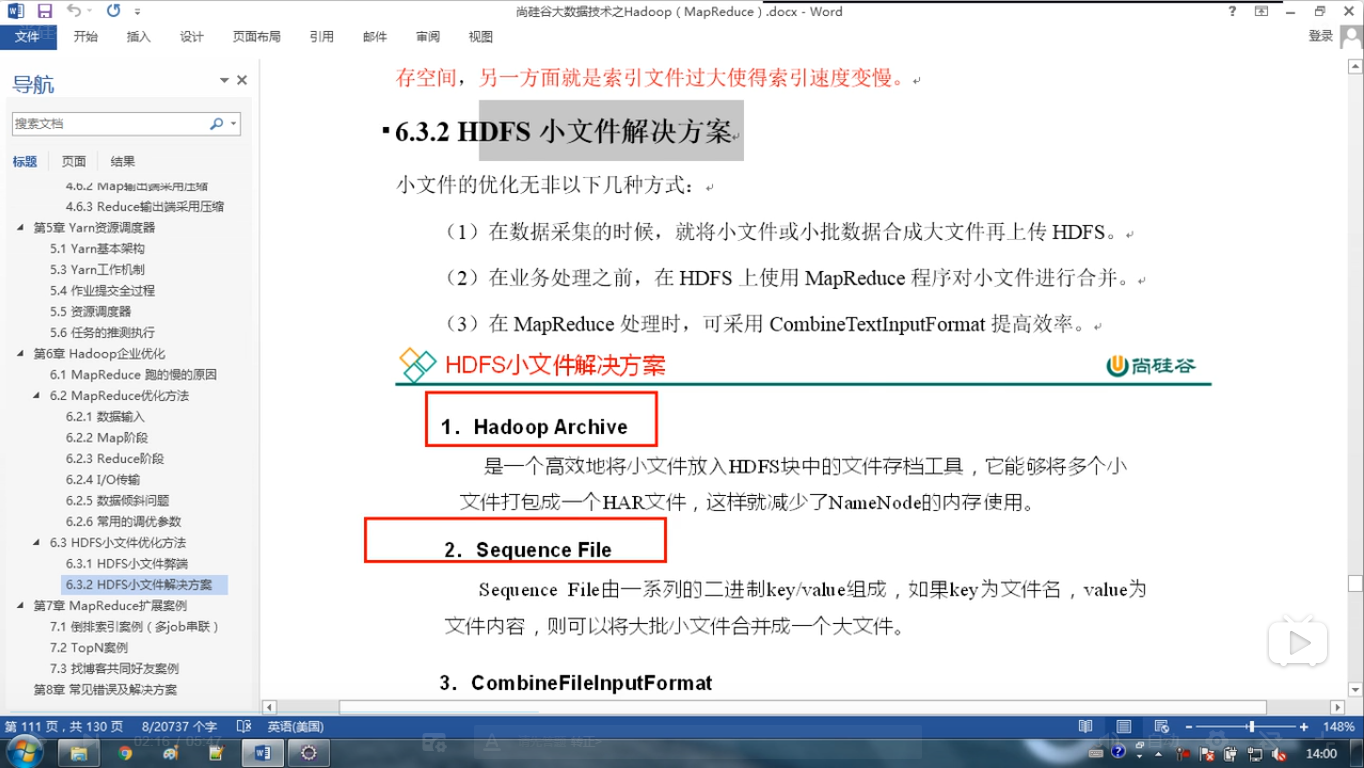 尚硅谷大数据技术之Hadoop（MapReduce）.docx - Word
文件 开始 插入 设计 页面布局 引用 邮件 审阅 视图 登录
导航
搜索文档
标题 页面 结果
4.6.2 Map输出端采用压缩
4.6.3 Reduce输出端采用压缩
第5章 Yarn资源调度器
5.1 Yarn基本架构
5.3 Yarn工作机制
5.4 作业提交全过程
5.5 资源调度器
5.6 任务的推测执行
第6章 Hadoop企业优化
6.1 MapReduce 跑的慢的原因
6.2 MapReduce优化方法
6.2.1 数据输入
6.2.2 Map阶段
6.2.3 Reduce阶段
6.2.4 I/O传输
6.2.5 数据倾斜问题
6.2.6 常用的调优参数
6.3 HDFS小文件优化方法
6.3.1 HDFS小文件弊端
6.3.2 HDFS小文件解决方案
第7章 MapReduce扩展案例
7.1 倒排索引案例（多job串联）
7.2 TopN案例
7.3 找博客共同好友案例
第8章 常见错误及解决方案
存空间，另一方面就是索引文件过大使得索引速度变慢。
6.3.2 HDFS 小文件解决方案
小文件的优化无非以下几种方式：
（1）在数据采集的时候，就将小文件或小批数据合成大文件再上传 HDFS。
（2）在业务处理之前，在 HDFS 上使用 MapReduce 程序对小文件进行合并。
（3）在 MapReduce 处理时，可采用 CombineTextInputFormat 提高效率。
HDFS小文件解决方案
尚硅谷
1．Hadoop Archive
是一个高效地将小文件放入HDFS块中的文件存档工具，它能够将多个小
文件打包成一个HAR文件，这样就减少了NameNode的内存使用。
2．Sequence File
Sequence File由一系列的二进制key/value组成，如果key为文件名，value为
文件内容，则可以将大批小文件合并成一个大文件。
3．CombineFileInputFormat
第 111 页，共 130 页 8/20737 个字 英语(美国) 148%
02:16 / 05:47
14:00